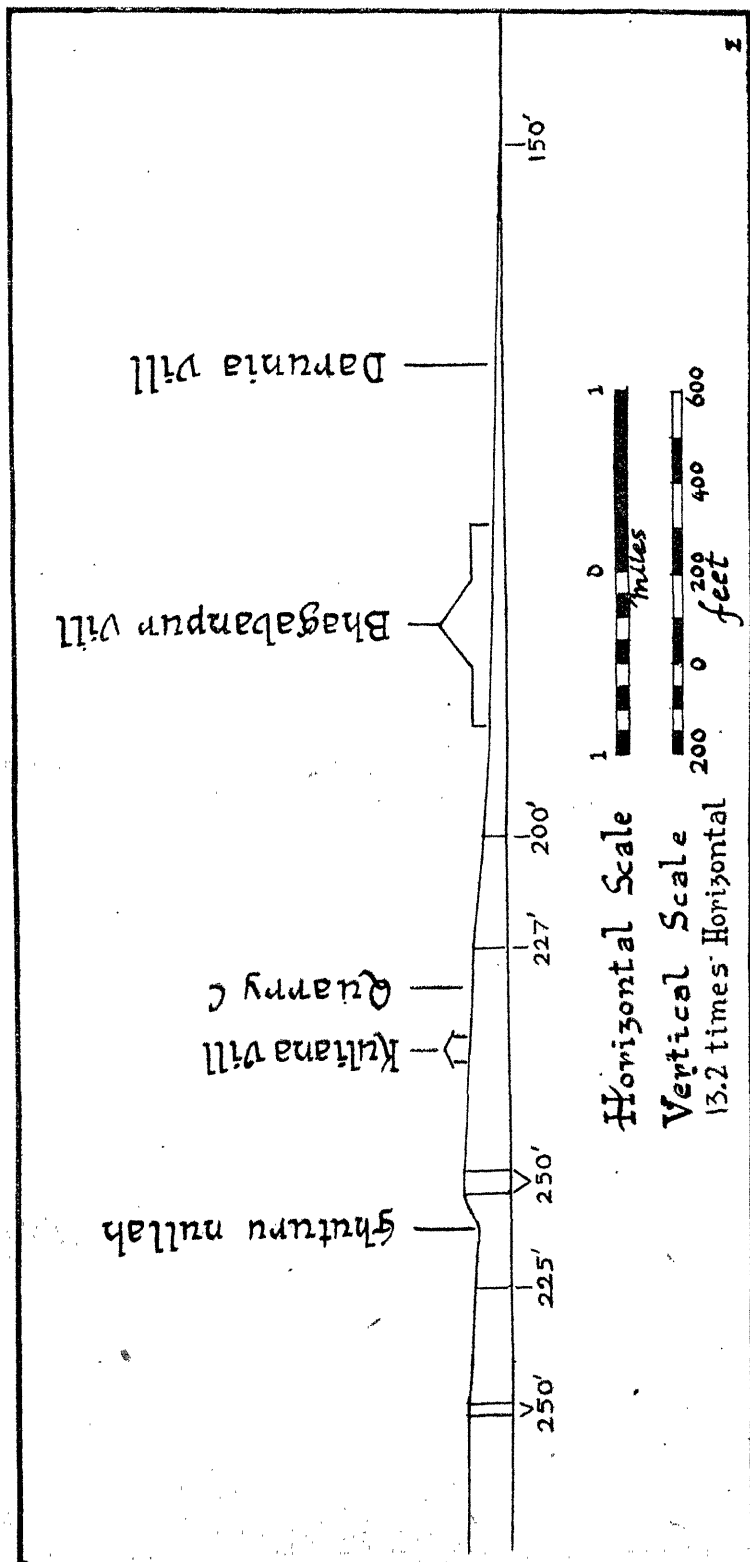 Ghuturu nullah
Kuliana vill
Quarry C
Bhagabanpur vill
Darunia vill
250'
225'
250'
227'
200'
150'
Horizontal Scale
1 0 1
miles
Vertical Scale
13.2 times Horizontal
200 0 200 400 600
feet
Σ